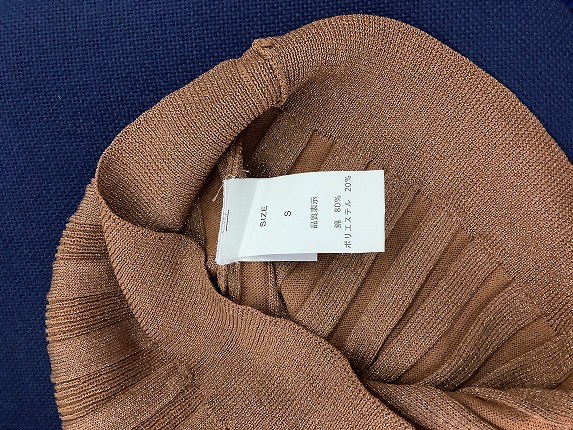 SIZE
S
品質表示
綿 80%
ポリエステル 20%